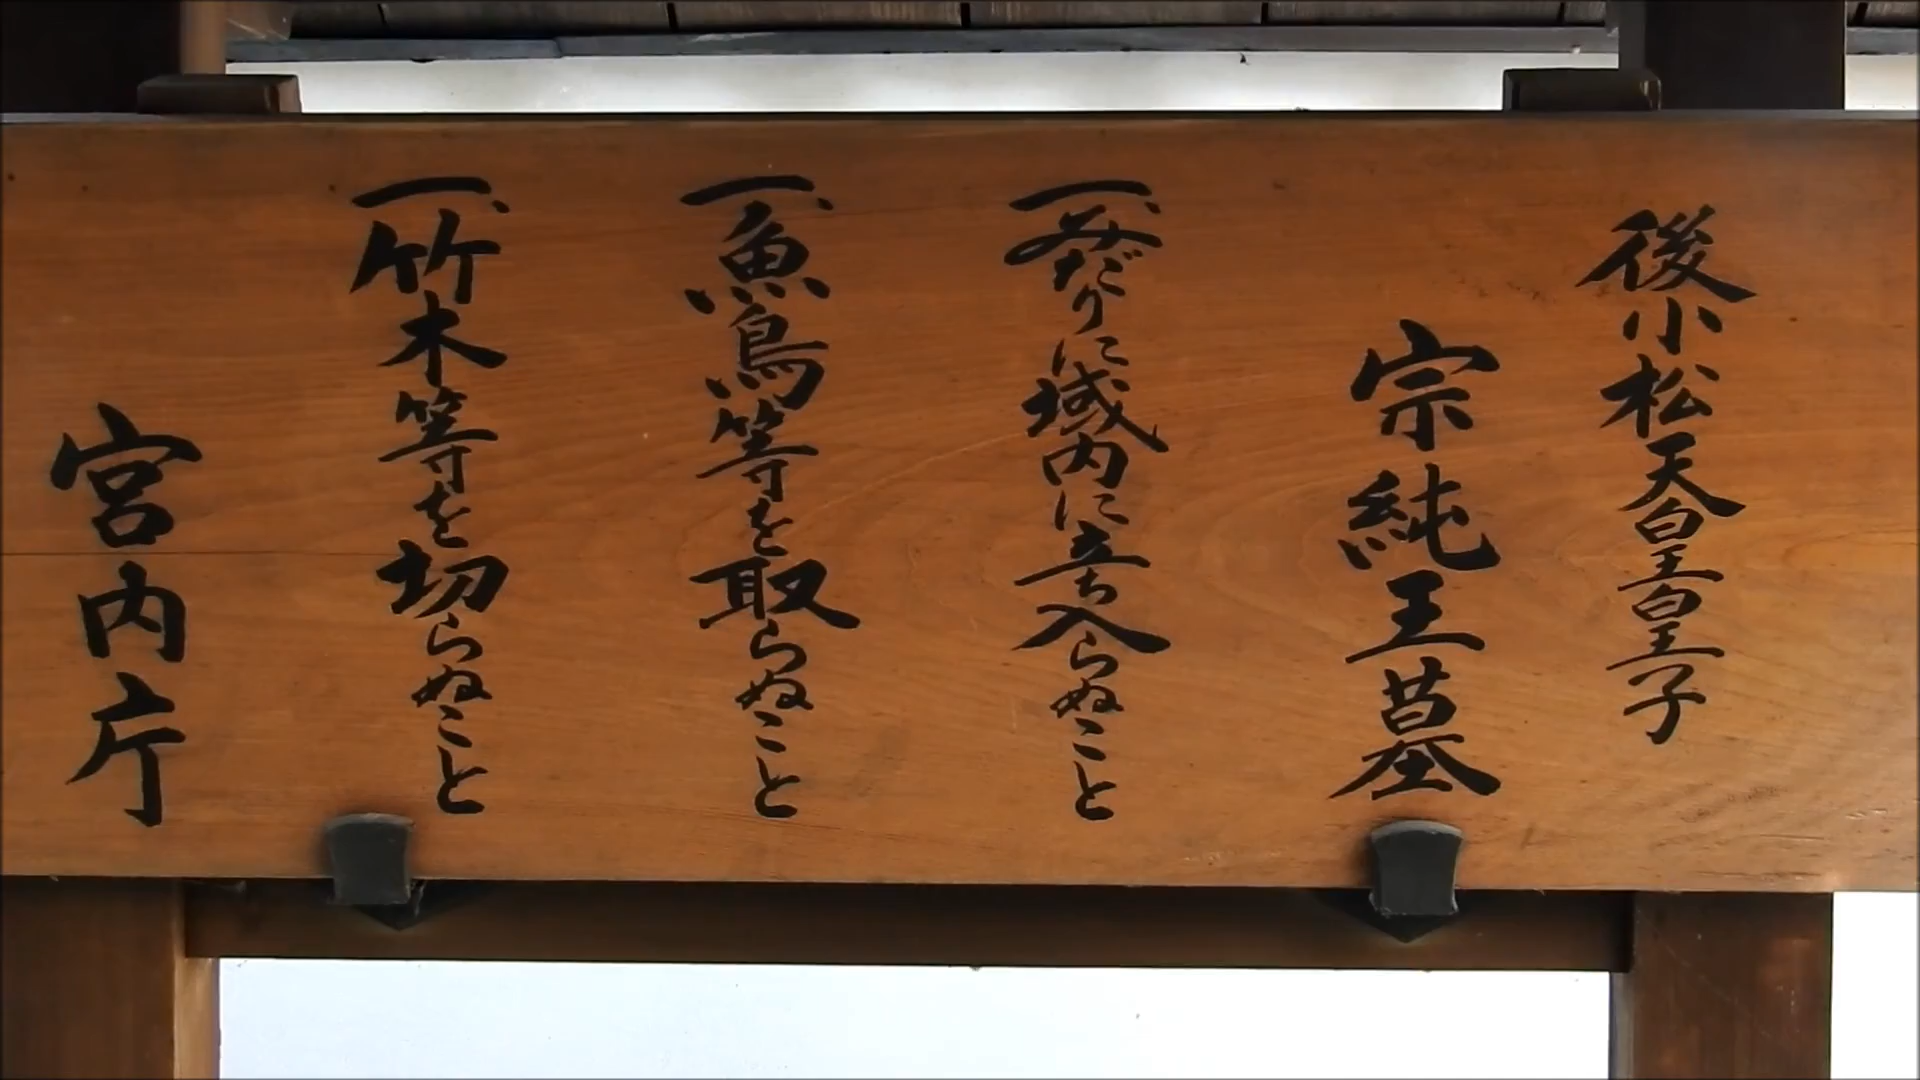 後小松天皇皇子
宗純王墓
一、みだりに域内に立ち入らぬこと
一、魚鳥等を取らぬこと
一、竹木等を切らぬこと
宮内庁